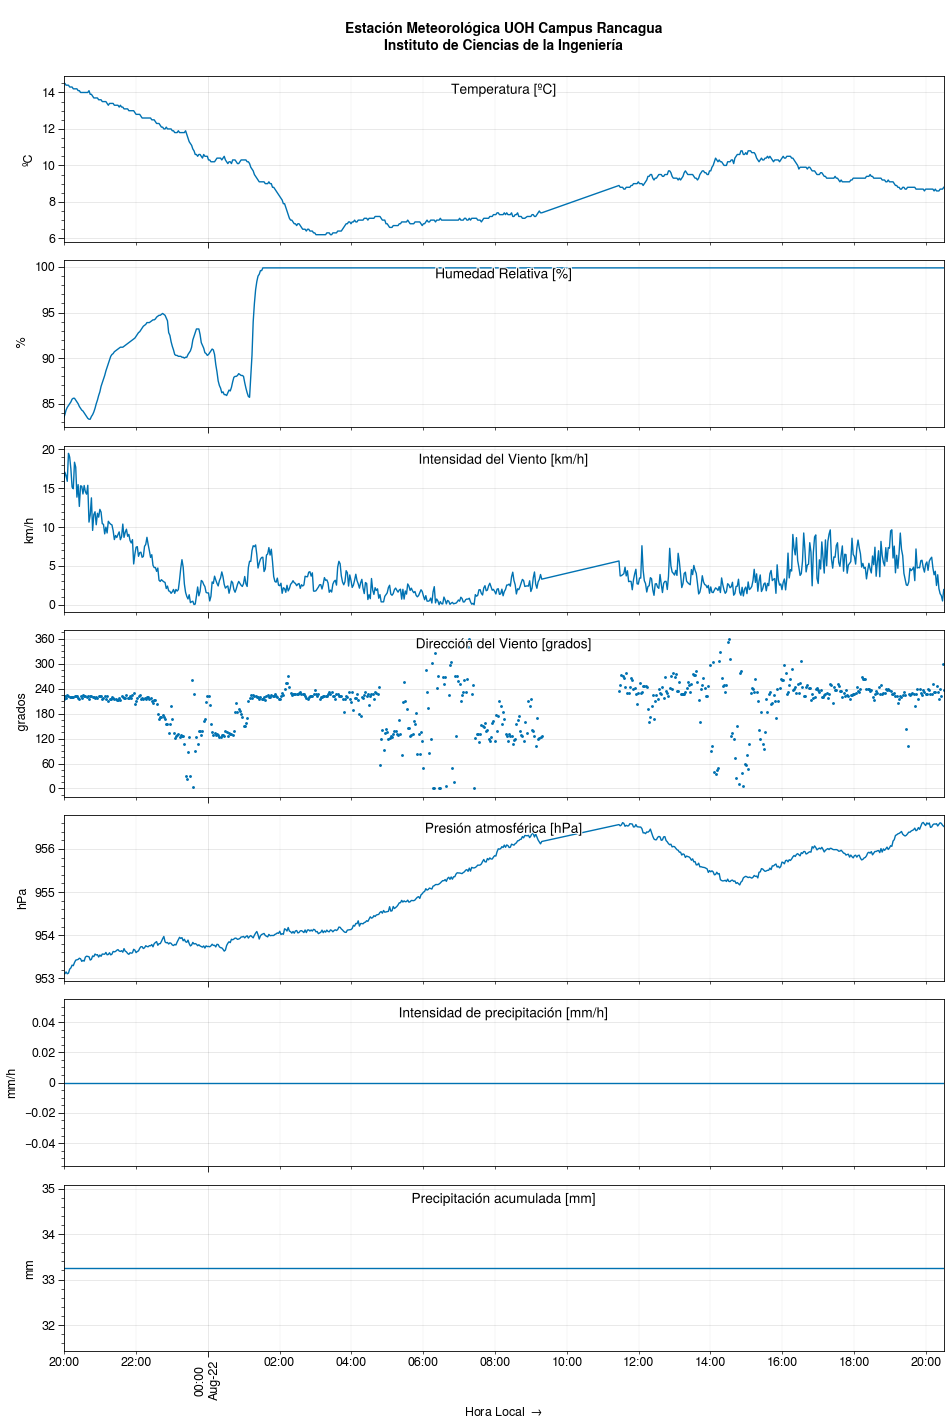 Estación Meteorológica UOH Campus Rancagua
Instituto de Ciencias de la Ingeniería
Temperatura [ºC]
14
12
10
8
6
ºC
Humedad Relativa [%]
100
95
90
85
%
Intensidad del Viento [km/h]
20
15
10
5
0
km/h
Dirección del Viento [grados]
360
300
240
180
120
60
0
grados
Presión atmosférica [hPa]
956
955
954
953
hPa
Intensidad de precipitación [mm/h]
0.04
0.02
0
−0.02
−0.04
mm/h
Precipitación acumulada [mm]
35
34
33
32
mm
20:00 22:00 00:00 02:00 04:00 06:00 08:00 10:00 12:00 14:00 16:00 18:00 20:00
Aug-22
Hora Local →